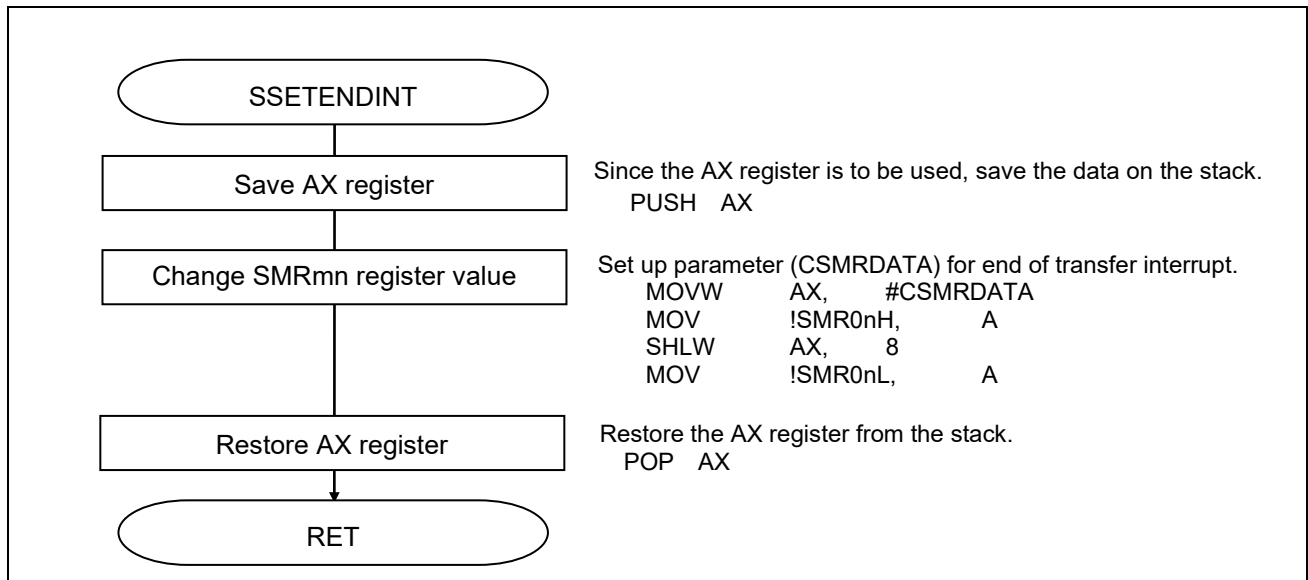 SSETENDINT
Save AX register
Since the AX register is to be used, save the data on the stack.
PUSH AX
Change SMRmn register value
Set up parameter (CSMRDATA) for end of transfer interrupt.
MOVW AX, #CSMRDATA
MOV !SMR0nH, A
SHLW AX, 8
MOV !SMR0nL, A
Restore AX register
Restore the AX register from the stack.
POP AX
RET